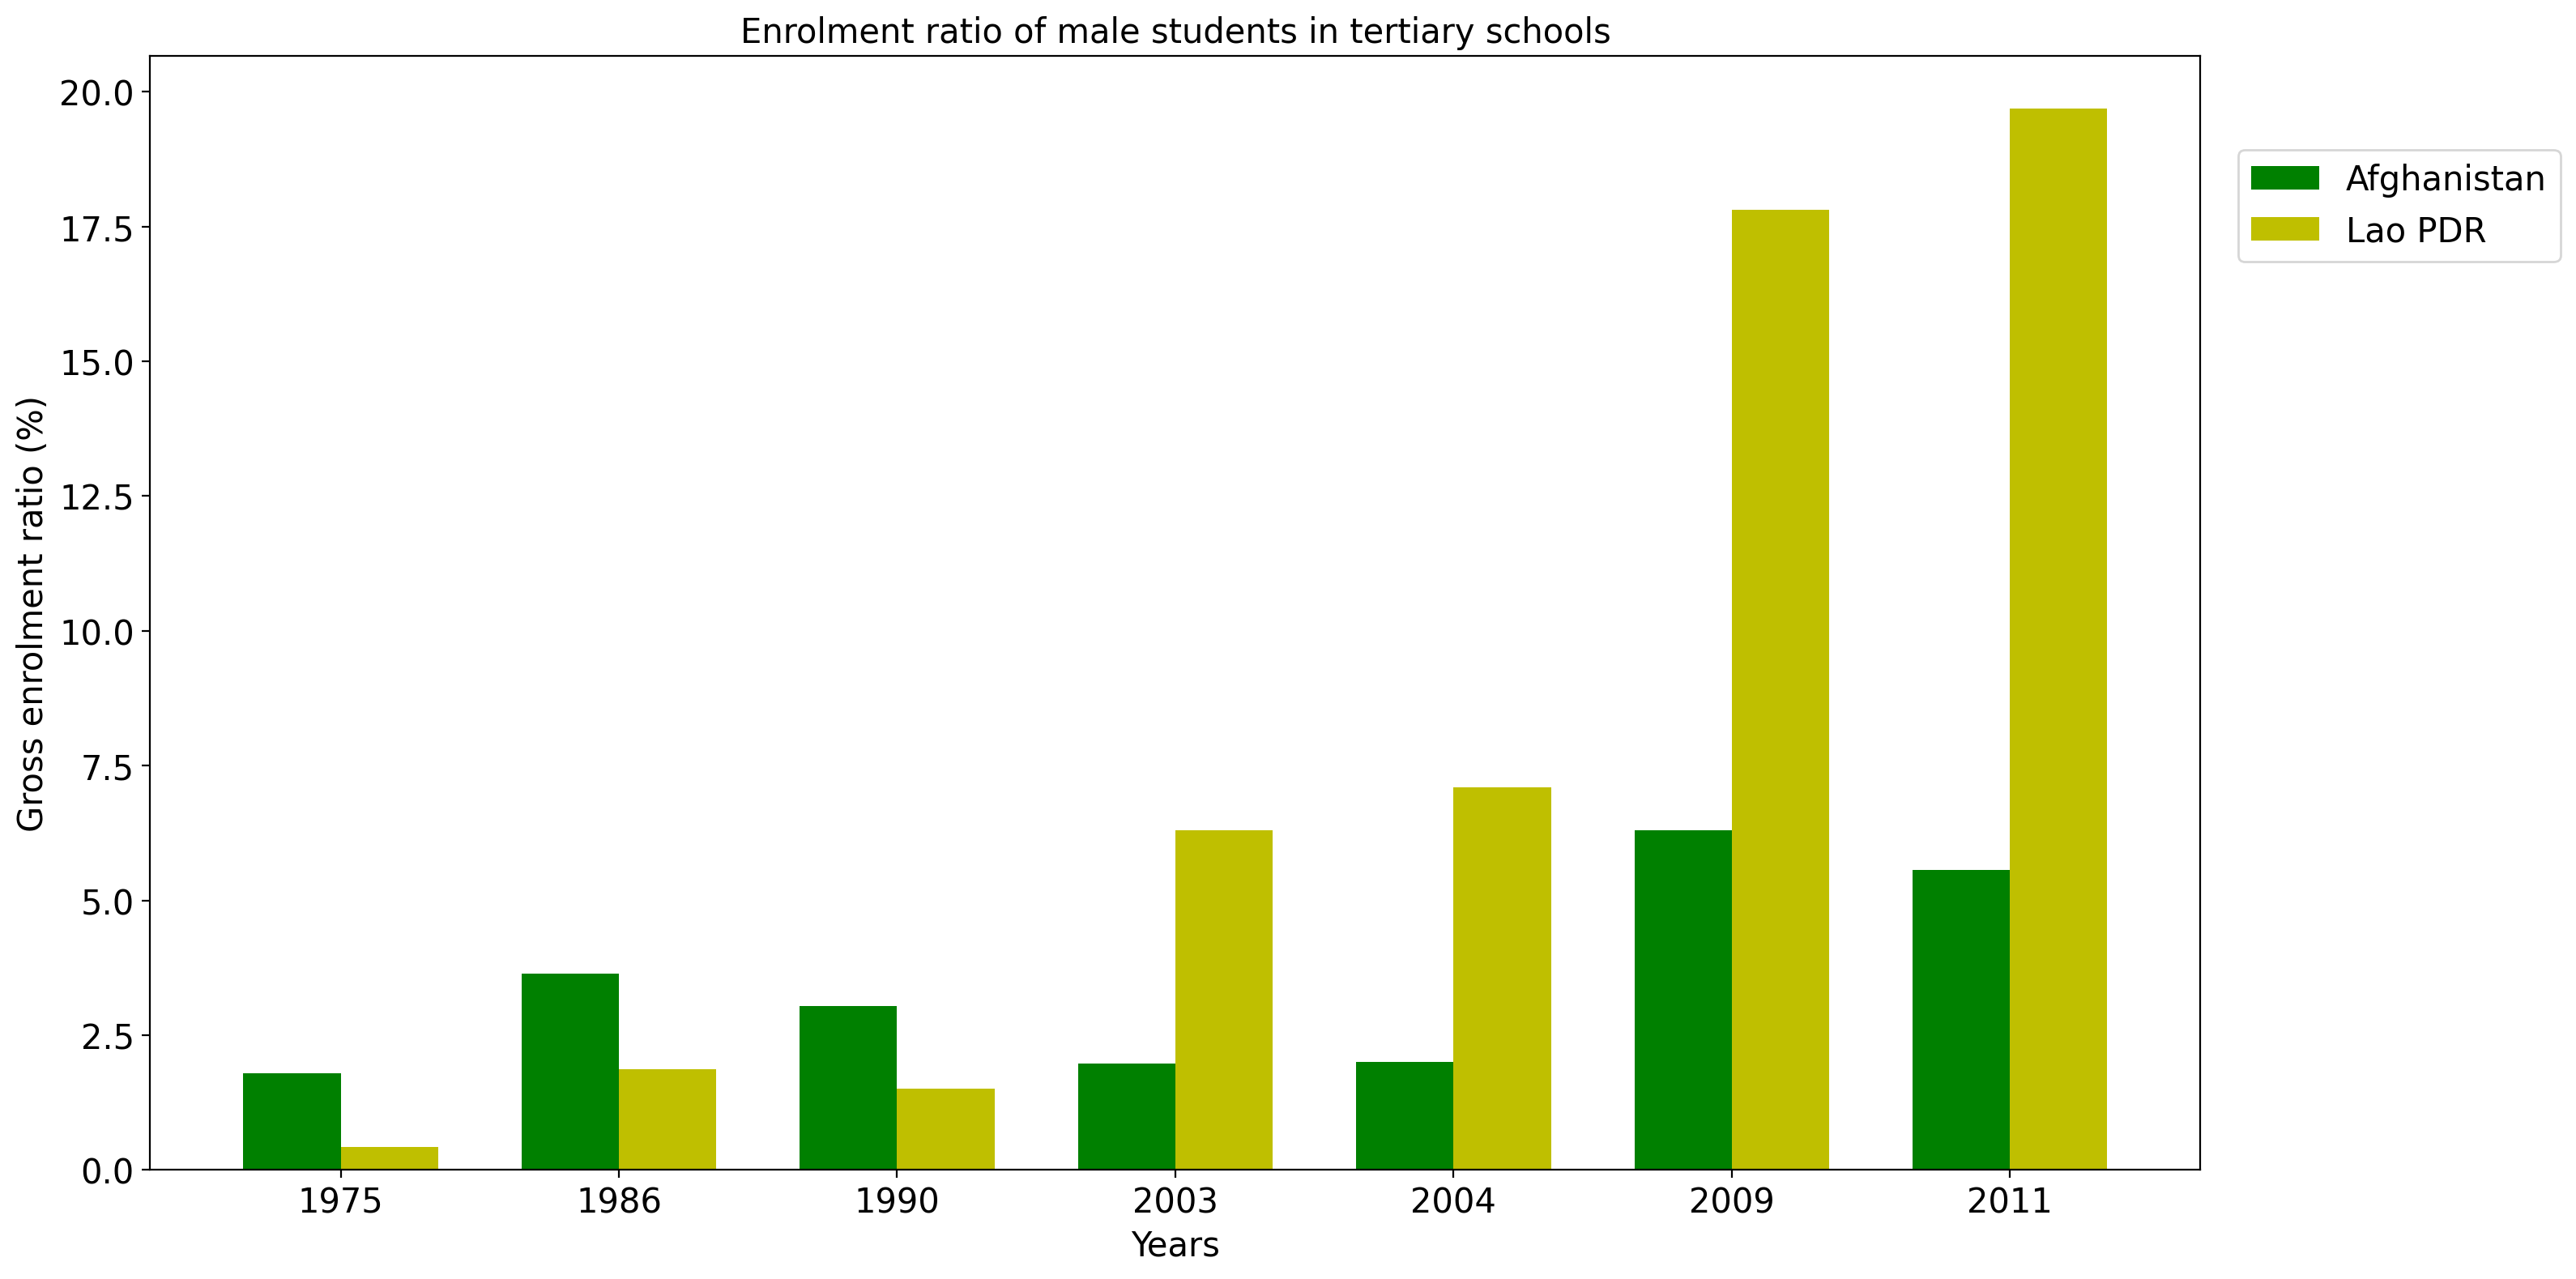 Enrolment ratio of male students in tertiary schools
20.0
17.5
15.0
12.5
10.0
7.5
5.0
2.5
0.0
Gross enrolment ratio (%)
1975 1986 1990 2003 2004 2009 2011
Years
Afghanistan
Lao PDR